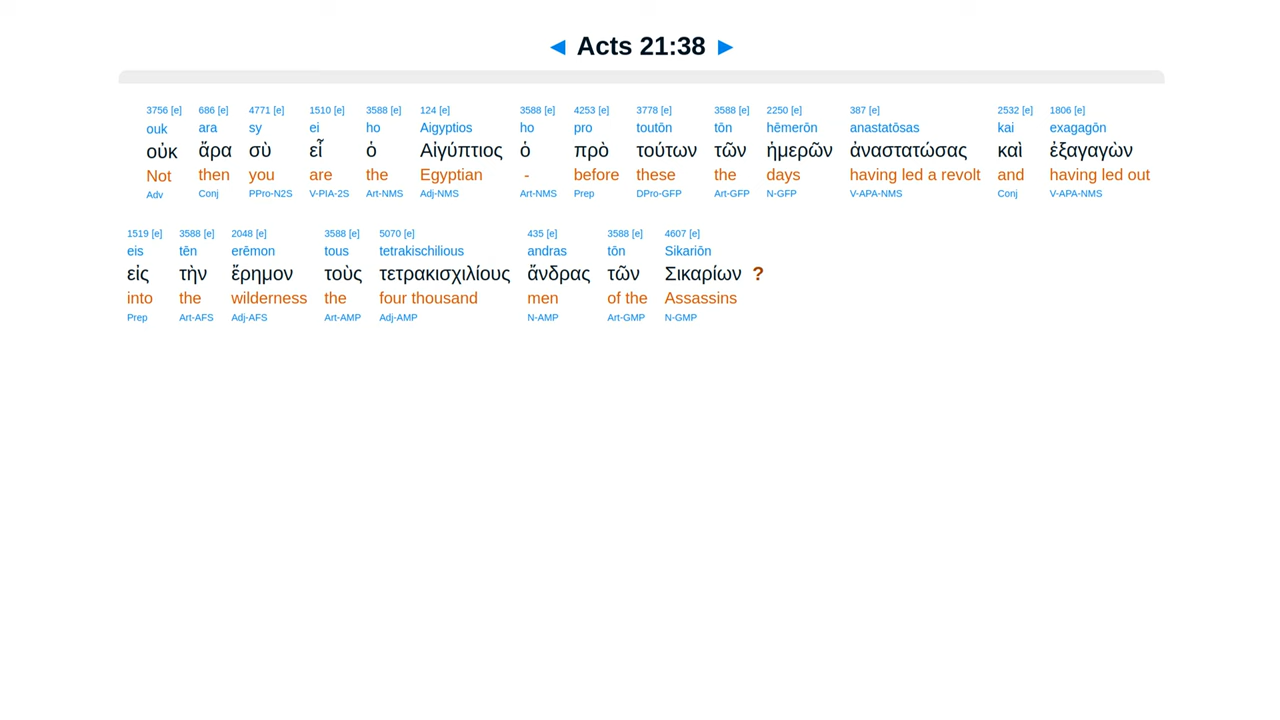 ◄ Acts 21:38 ►
3756 [e] 686 [e] 4771 [e] 1510 [e] 3588 [e] 124 [e] 3588 [e] 4253 [e] 3778 [e] 3588 [e] 2250 [e] 387 [e] 2532 [e] 1806 [e]
ouk ara sy ei ho Aigyptios ho pro toutōn tōn hēmerōn anastatōsas kai exagagōn
οὐκ ἄρα σὺ εἶ ὁ Αἰγύπτιος ὁ πρὸ τούτων τῶν ἡμερῶν ἀναστατώσας καὶ ἐξαγαγὼν
Not then you are the Egyptian - before these the days having led a revolt and having led out
Adv Conj PPro-N2S V-PIA-2S Art-NMS Adj-NMS Art-NMS Prep DPro-GFP Art-GFP N-GFP V-APA-NMS Conj V-APA-NMS
1519 [e] 3588 [e] 2048 [e] 3588 [e] 5070 [e] 435 [e] 3588 [e] 4607 [e]
eis tēn erēmon tous tetrakischilious andras tōn Sikariōn
εἰς τὴν ἔρημον τοὺς τετρακισχιλίους ἄνδρας τῶν Σικαρίων ?
into the wilderness the four thousand men of the Assassins
Prep Art-AFS Adj-AFS Art-AMP Adj-AMP N-AMP Art-GMP N-GMP